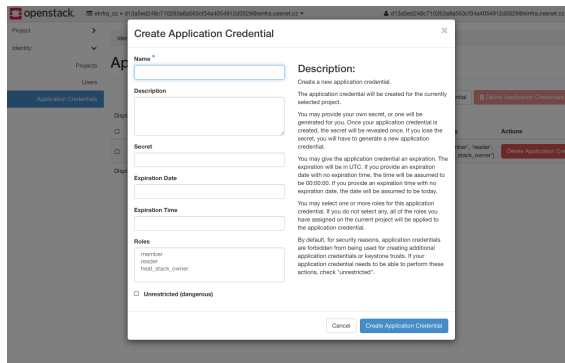 openstack.
einfra_cz • d13a5ed248c710263a8a563cf34a4054912d3529@einfra.cesnet.cz
d13a5ed248c710263a8a563cf34a4054912d3529@einfra.cesnet.cz
Project
Identity
Projects
Users
Application Credentials
Create Application Credential
Name *
Description
Secret
Expiration Date
Expiration Time
Roles
member
reader
heat_stack_owner
Unrestricted (dangerous)
Description:
Create a new application credential.
The application credential will be created for the currently
selected project.
You may provide your own secret, or one will be
generated for you. Once your application credential is
created, the secret will be revealed once. If you lose the
secret, you will have to generate a new application
credential.
You may give the application credential an expiration. The
expiration will be in UTC. If you provide an expiration
date with no expiration time, the time will be assumed to
be 00:00:00. If you provide an expiration time with no
expiration date, the date will be assumed to be today.
You may select one or more roles for this application
credential. If you do not select any, all of the roles you
have assigned on the current project will be applied to
the application credential.
By default, for security reasons, application credentials
are forbidden from being used for creating additional
application credentials or keystone trusts. If your
application credential needs to be able to perform these
actions, check "unrestricted".
Cancel
Create Application Credential
Delete Application Credentials
Actions
'reader',
stack_owner']
Delete Application Cre